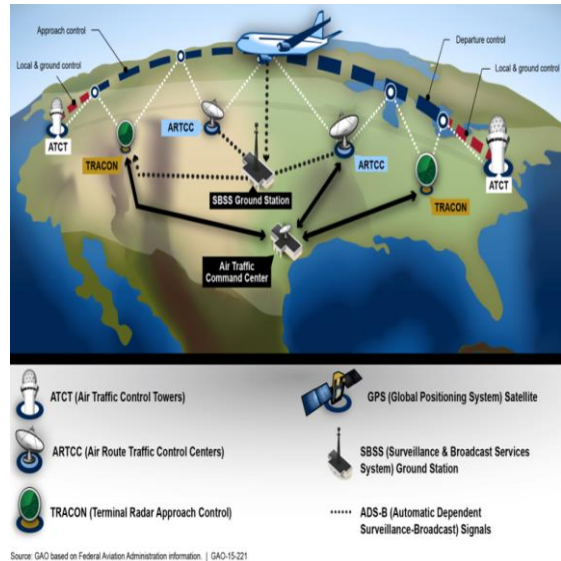 Approach control
Departure control
Local & ground control
Local & ground control
ATCT
TRACON
ARTCC
ARTCC
TRACON
ATCT
SBSS Ground Station
Air Traffic
Command Center
ATCT (Air Traffic Control Towers)
GPS (Global Positioning System) Satellite
ARTCC (Air Route Traffic Control Centers)
SBSS (Surveillance & Broadcast Services
System) Ground Station
TRACON (Terminal Radar Approach Control)
ADS-B (Automatic Dependent
Surveillance-Broadcast) Signals
Source: GAO based on Federal Aviation Administration information. | GAO-15-221